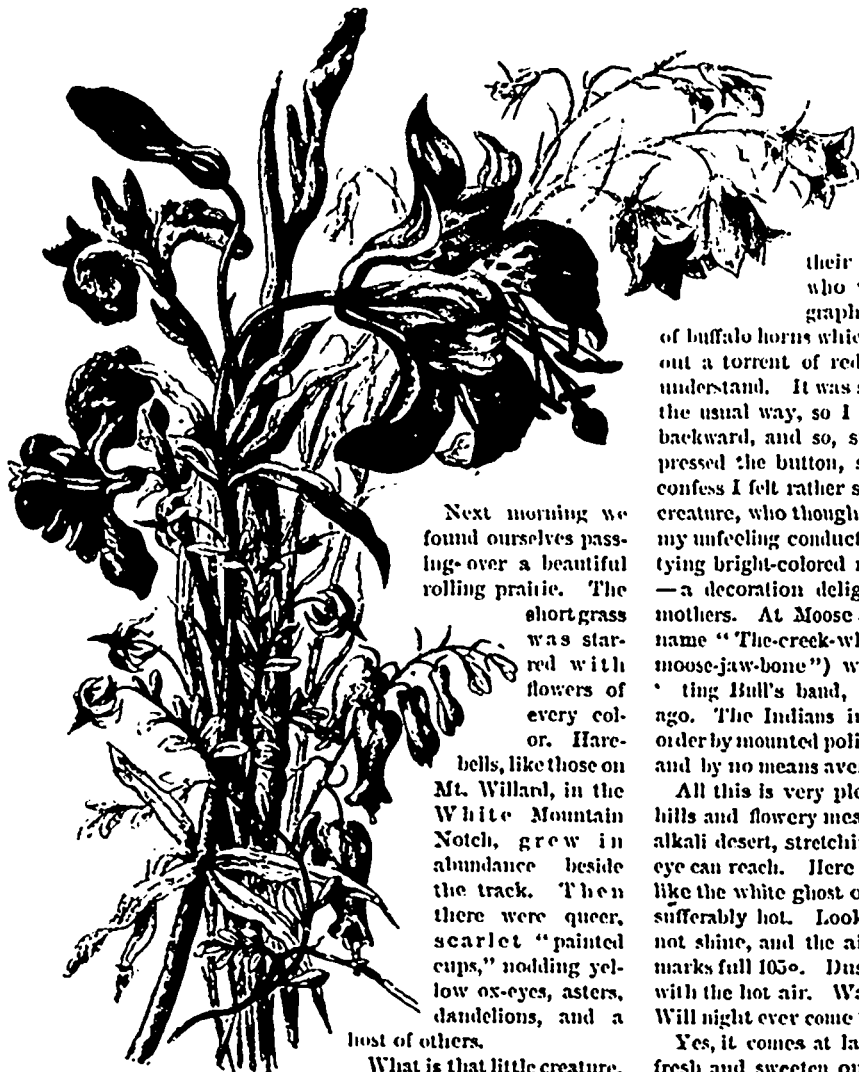 Next morning we
found ourselves pass-
ing over a beautiful
rolling prairie. The
short grass
was star-
red with
flowers of
every col-
or. Hare-
bells, like those on
Mt. Willard, in the
White Mountain
Notch, grew in
abundance beside
the track. Then
there were queer,
scarlet “painted
cups,” nodding yel-
low ox-eyes, asters,
dandelions, and a
host of others.
What is that little creature,
their
who
graph
of buffalo horns whic
out a torrent of red
understand. It was
the usual way, so I
backward, and so, s
pressed the button, s
confess I felt rather s
creature, who though
my unfeeling conduct
tying bright-colored
— a decoration delig
mothers. At Moose
name “The-creek-wh
moose-jaw-bone”) w
ting Bull's band,
ago. The Indians in
order by mounted poli
and by no means ave
All this is very ple
hills and flowery mes
alkali desert, stretchi
eye can reach. Here
like the white ghost o
sufferably hot. Look
not shine, and the ai
marks full 105°. Dus
with the hot air. Wa
Will night ever come
Yes, it comes at la
fresh and sweeten ou